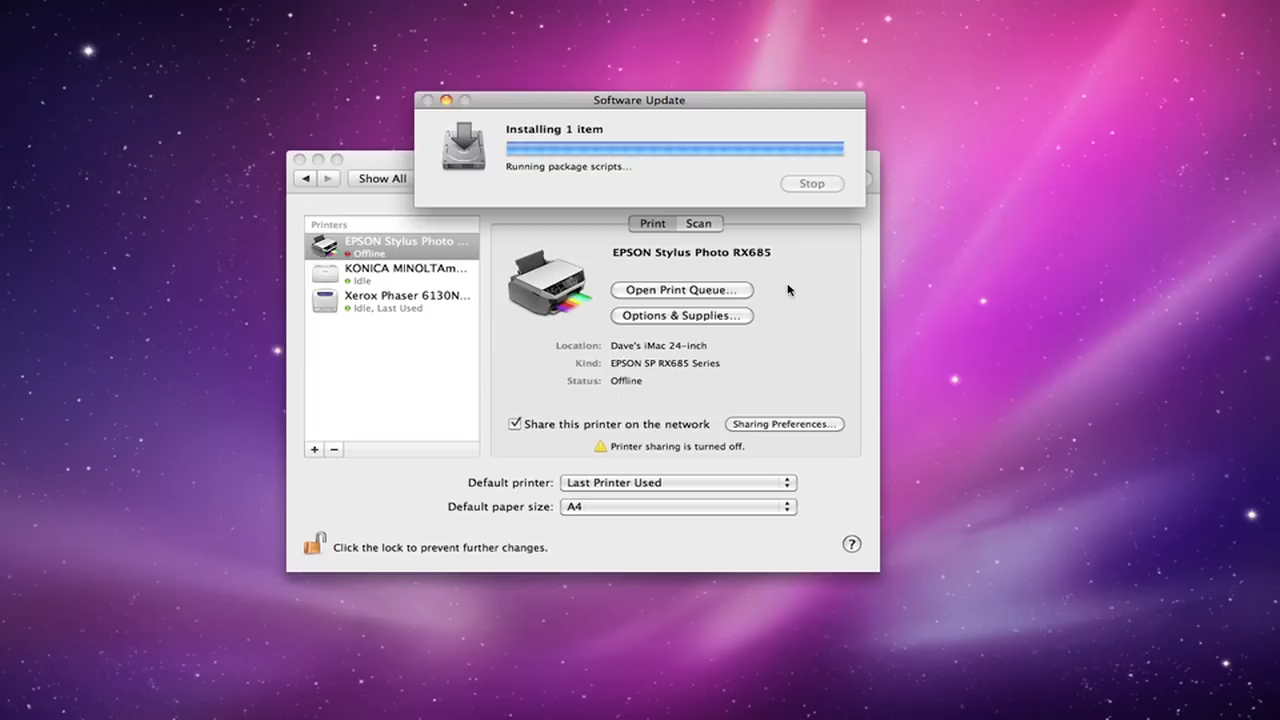 Software Update
Installing 1 item
Running package scripts...
Stop
Show All
Printers
EPSON Stylus Photo ...
Offline
KONICA MINOLTAm...
Idle
Xerox Phaser 6130N...
Idle, Last Used
+ −
Print Scan
EPSON Stylus Photo RX685
Open Print Queue...
Options & Supplies...
Location: Dave's iMac 24-inch
Kind: EPSON SP RX685 Series
Status: Offline
Share this printer on the network Sharing Preferences...
Printer sharing is turned off.
Default printer: Last Printer Used
Default paper size: A4
Click the lock to prevent further changes.
?